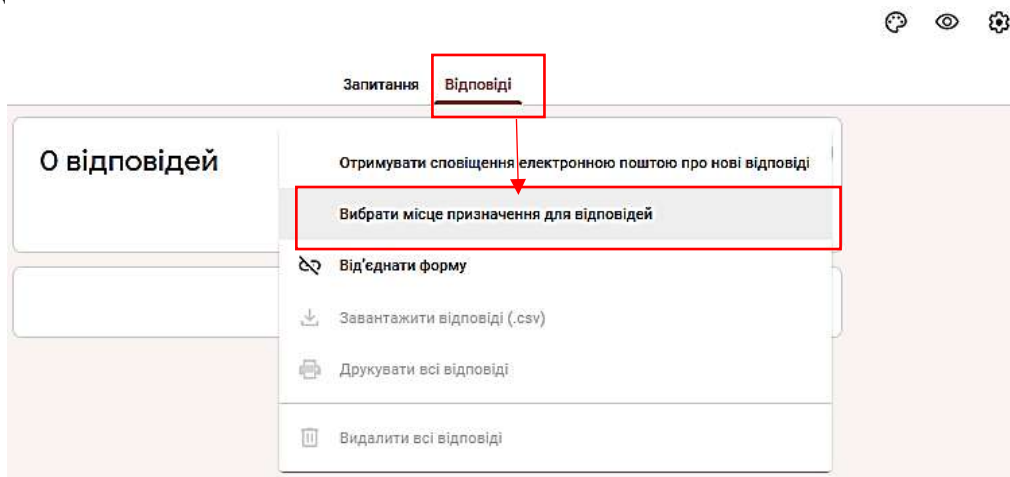 Запитання Відповіді
0 відповідей
Отримувати сповіщення електронною поштою про нові відповіді
Вибрати місце призначення для відповідей
Від'єднати форму
Завантажити відповіді (.csv)
Друкувати всі відповіді
Видалити всі відповіді